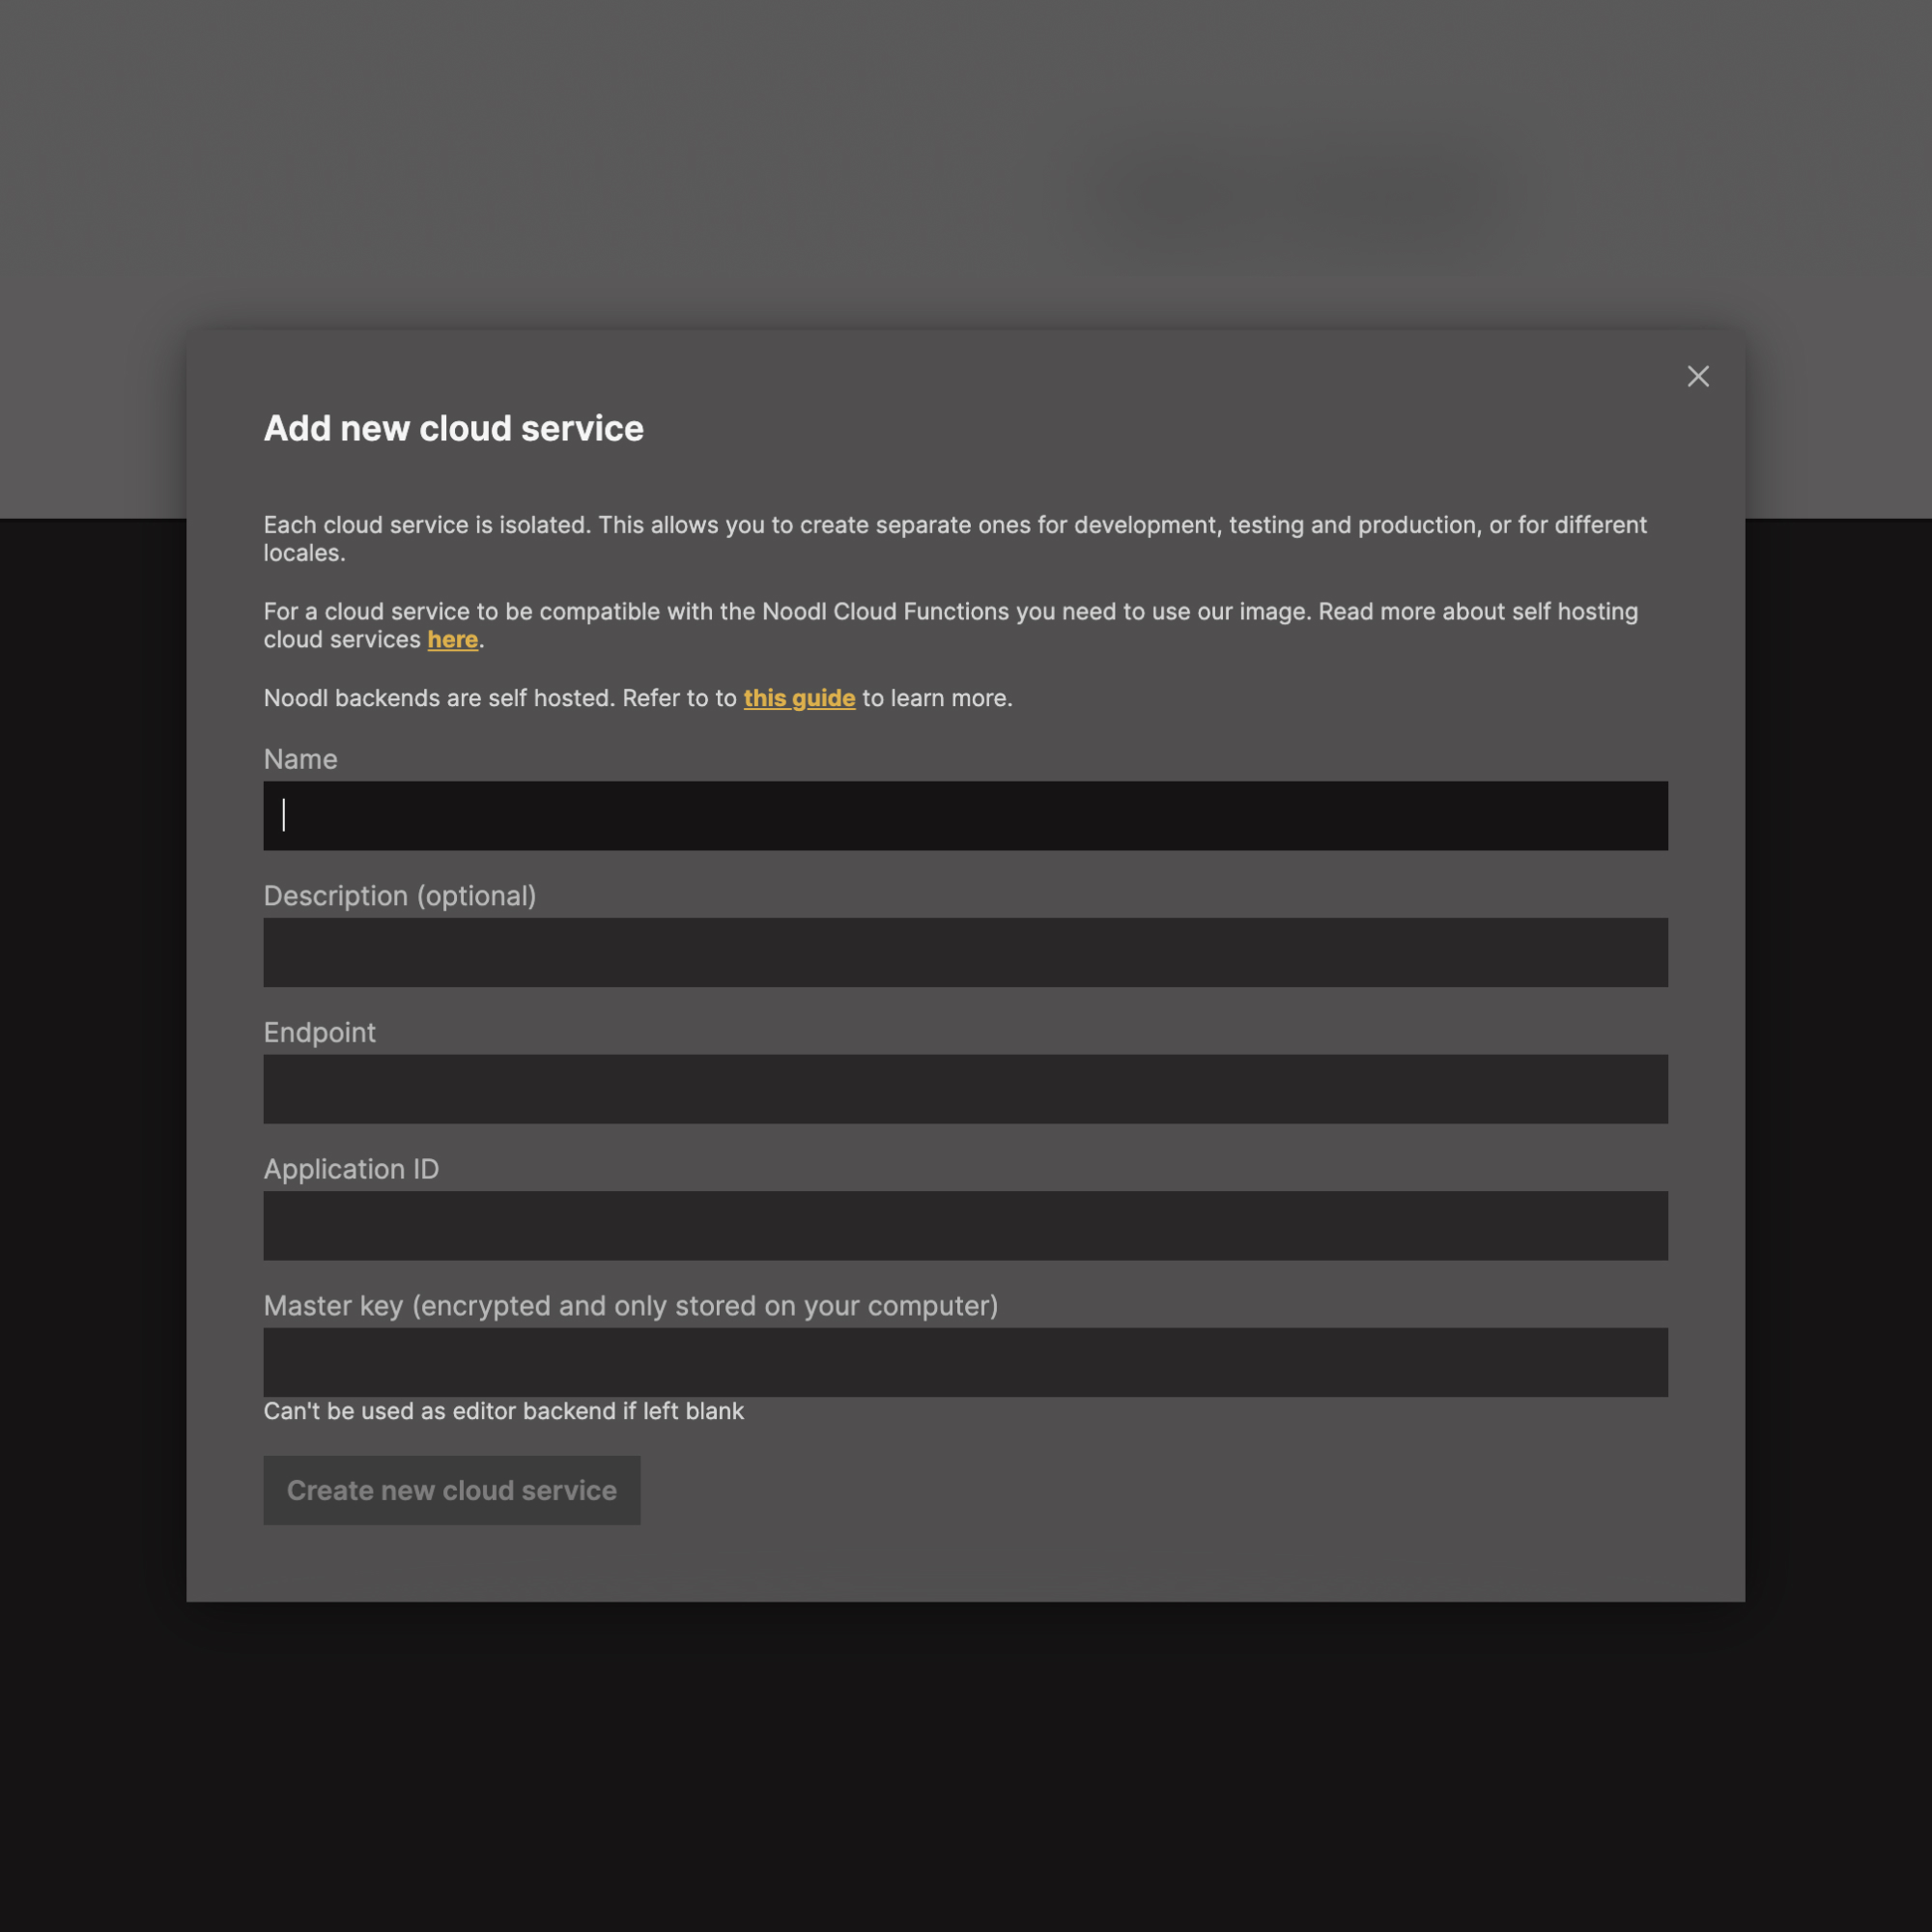 Add new cloud service
Each cloud service is isolated. This allows you to create separate ones for development, testing and production, or for different
locales.
For a cloud service to be compatible with the Noodl Cloud Functions you need to use our image. Read more about self hosting
cloud services here.
Noodl backends are self hosted. Refer to to this guide to learn more.
Name
Description (optional)
Endpoint
Application ID
Master key (encrypted and only stored on your computer)
Can't be used as editor backend if left blank
Create new cloud service